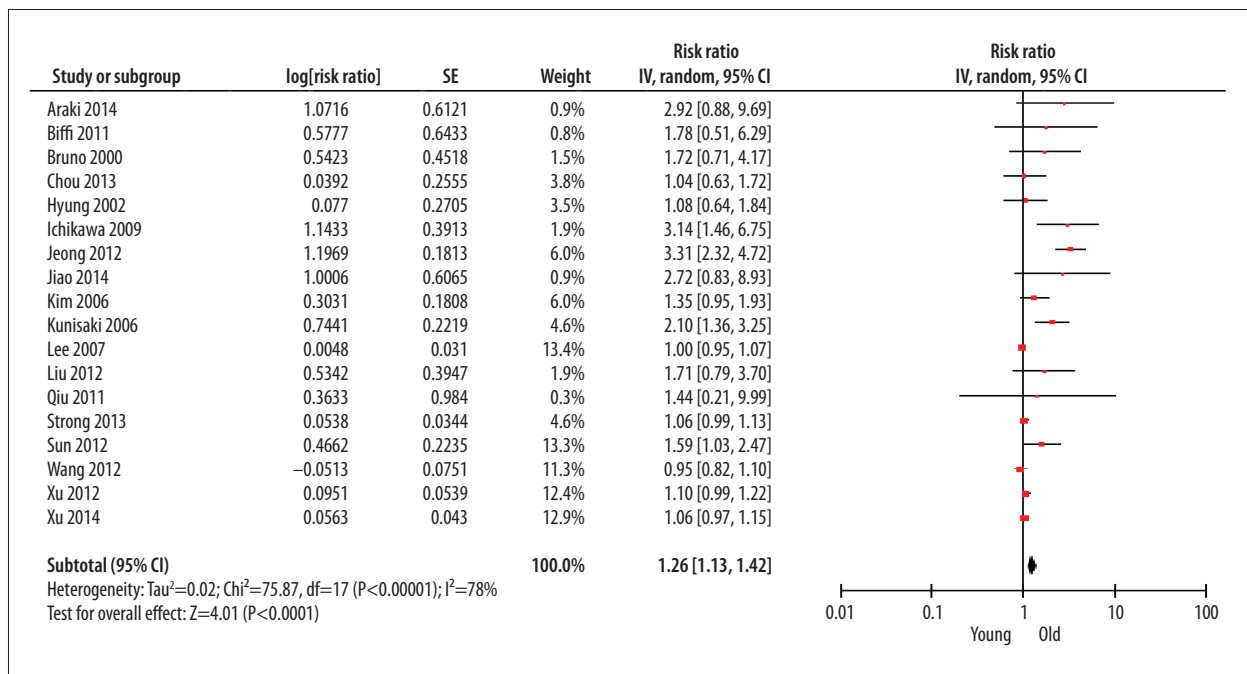 Risk ratio Risk ratio
Study or subgroup log[risk ratio] SE Weight IV, random, 95% CI IV, random, 95% CI
Araki 2014 1.0716 0.6121 0.9% 2.92 [0.88, 9.69]
Biffi 2011 0.5777 0.6433 0.8% 1.78 [0.51, 6.29]
Bruno 2000 0.5423 0.4518 1.5% 1.72 [0.71, 4.17]
Chou 2013 0.0392 0.2555 3.8% 1.04 [0.63, 1.72]
Hyung 2002 0.077 0.2705 3.5% 1.08 [0.64, 1.84]
Ichikawa 2009 1.1433 0.3913 1.9% 3.14 [1.46, 6.75]
Jeong 2012 1.1969 0.1813 6.0% 3.31 [2.32, 4.72]
Jiao 2014 1.0006 0.6065 0.9% 2.72 [0.83, 8.93]
Kim 2006 0.3031 0.1808 6.0% 1.35 [0.95, 1.93]
Kunisaki 2006 0.7441 0.2219 4.6% 2.10 [1.36, 3.25]
Lee 2007 0.0048 0.031 13.4% 1.00 [0.95, 1.07]
Liu 2012 0.5342 0.3947 1.9% 1.71 [0.79, 3.70]
Qiu 2011 0.3633 0.984 0.3% 1.44 [0.21, 9.99]
Strong 2013 0.0538 0.0344 4.6% 1.06 [0.99, 1.13]
Sun 2012 0.4662 0.2235 13.3% 1.59 [1.03, 2.47]
Wang 2012 –0.0513 0.0751 11.3% 0.95 [0.82, 1.10]
Xu 2012 0.0951 0.0539 12.4% 1.10 [0.99, 1.22]
Xu 2014 0.0563 0.043 12.9% 1.06 [0.97, 1.15]
Subtotal (95% CI) 100.0% 1.26 [1.13, 1.42]
Heterogeneity: Tau²=0.02; Chi²=75.87, df=17 (P<0.00001); I²=78%
Test for overall effect: Z=4.01 (P<0.0001)
0.01 0.1 1 10 100
Young Old